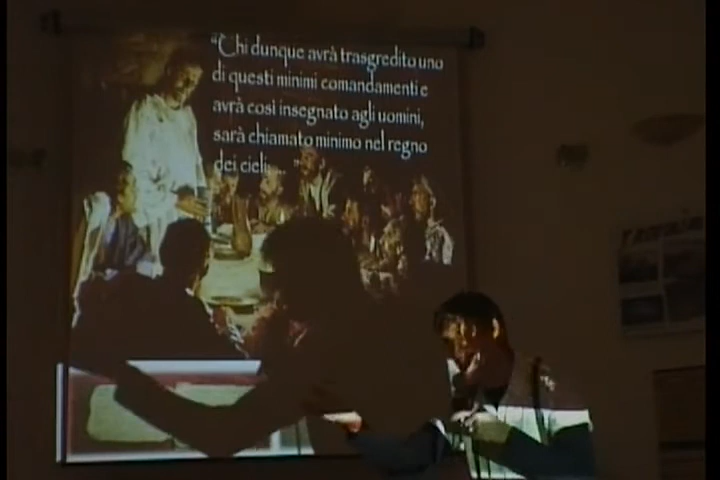 “Chi dunque avrà trasgredito uno
di questi minimi comandamenti e
avrà così insegnato agli uomini,
sarà chiamato minimo nel regno
dei cieli; ... ”